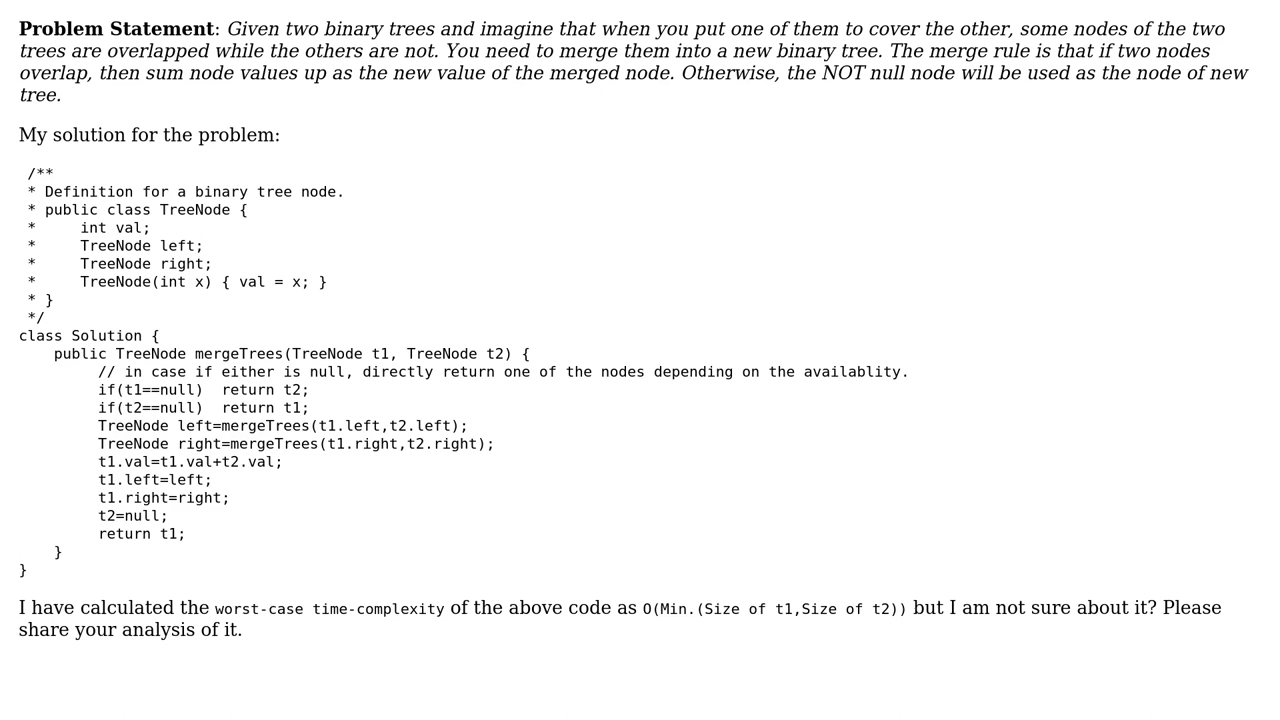 Problem Statement: Given two binary trees and imagine that when you put one of them to cover the other, some nodes of the two
trees are overlapped while the others are not. You need to merge them into a new binary tree. The merge rule is that if two nodes
overlap, then sum node values up as the new value of the merged node. Otherwise, the NOT null node will be used as the node of new
tree.
My solution for the problem:
/**
 * Definition for a binary tree node.
 * public class TreeNode {
 *     int val;
 *     TreeNode left;
 *     TreeNode right;
 *     TreeNode(int x) { val = x; }
 * }
 */
class Solution {
    public TreeNode mergeTrees(TreeNode t1, TreeNode t2) {
         // in case if either is null, directly return one of the nodes depending on the availablity.
         if(t1==null)  return t2;
         if(t2==null)  return t1;
         TreeNode left=mergeTrees(t1.left,t2.left);
         TreeNode right=mergeTrees(t1.right,t2.right);
         t1.val=t1.val+t2.val;
         t1.left=left;
         t1.right=right;
         t2=null;
         return t1;
    }
}
I have calculated the worst-case time-complexity of the above code as O(Min.(Size of t1,Size of t2)) but I am not sure about it? Please
share your analysis of it.